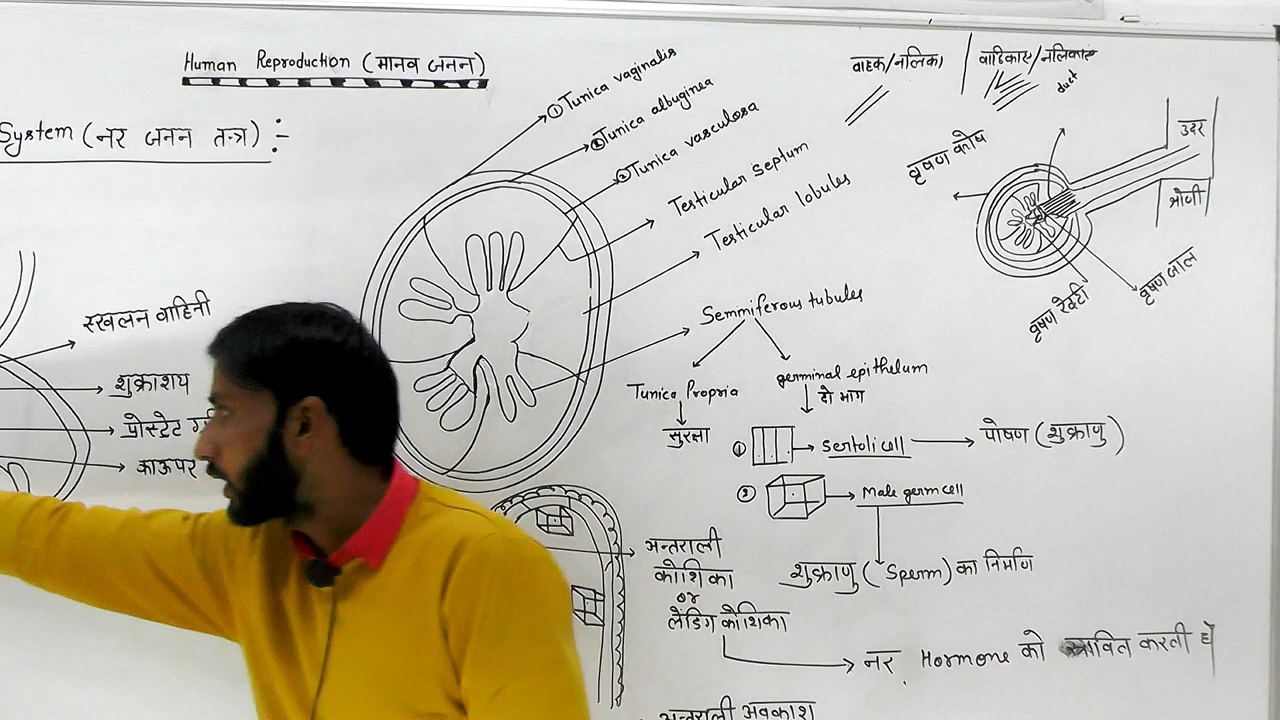 Human Reproduction (मानव जनन)
System (नर जनन तन्त्र) :-
① Tunica vaginalis
② Tunica albuginea
③ Tunica vasculosa
Testicular septum
Testicular lobules
Semmiferous tubules
Tunica Propria
सुरक्षा
germinal epithelum
दो भाग
① Sertoli cell
पोषण (शुक्राणु)
② Male germ cell
शुक्राणु (Sperm) का निर्माण
अन्तराली
कोशिका
or
लेंडिग कोशिका
नर Hormone को स्त्रावित करती है
अन्तराली अवकाश
स्खलन वाहिनी
शुक्राशय
प्रोस्टेट
काऊपर
वाहक/नलिका
वाहिकाए/नलिकाए
duct
वृषण कोष
उदर
श्रोणी
वृषण जाल
वृषण रेक्टी